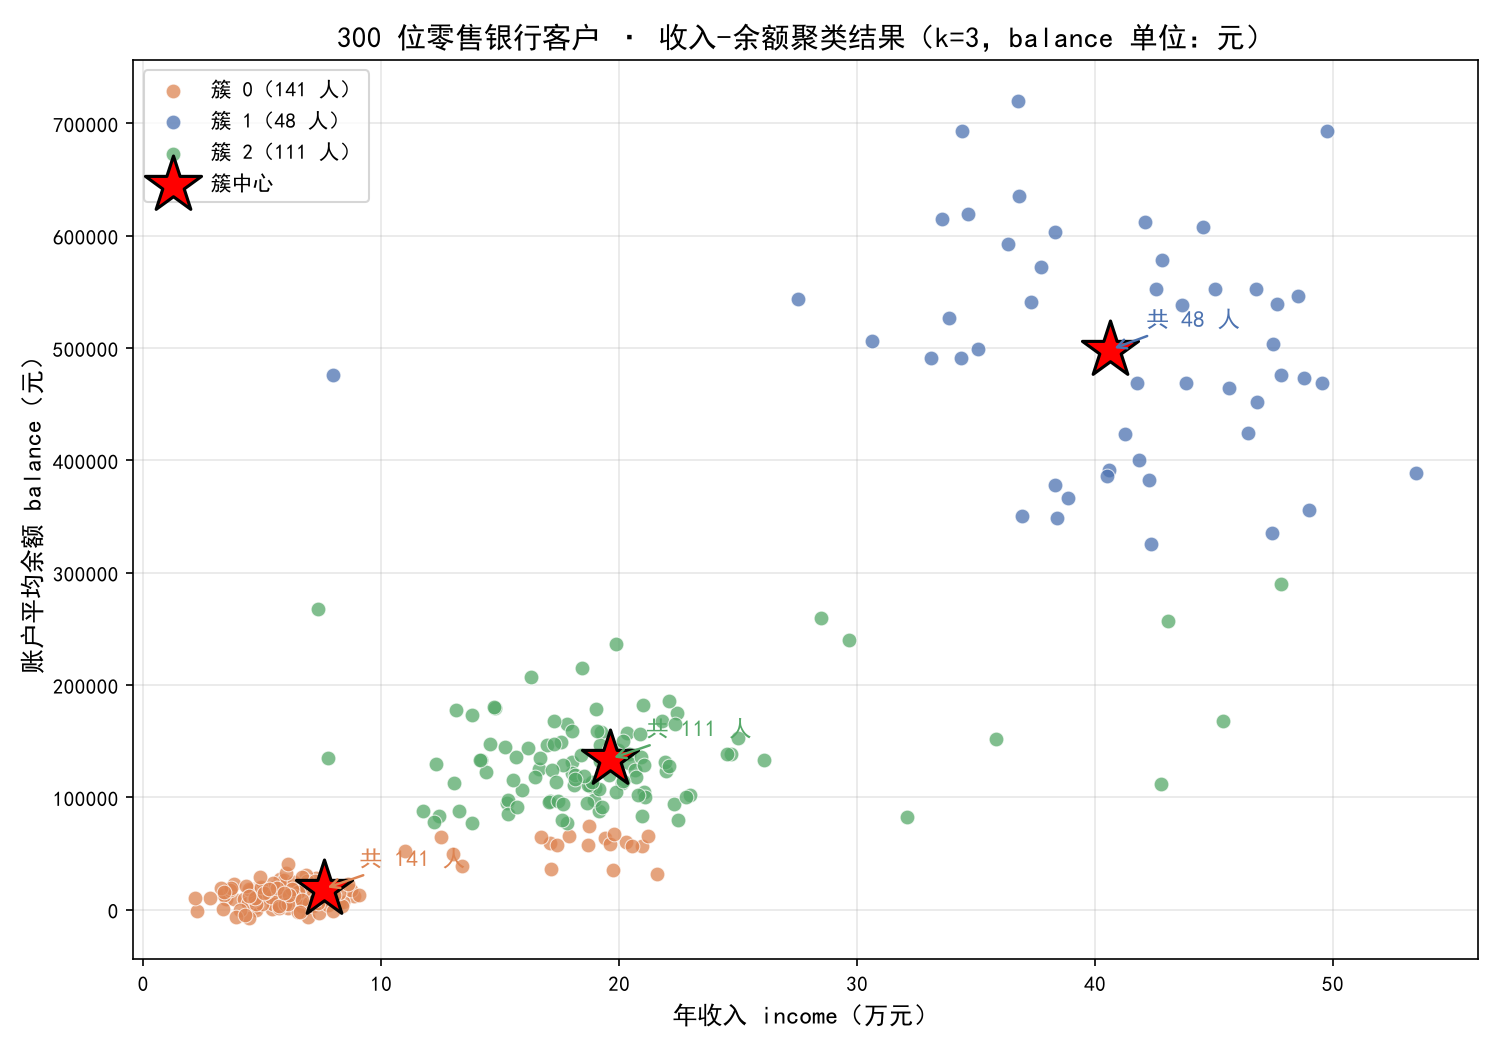 300 位零售银行客户 · 收入-余额聚类结果（k=3，balance 单位：元）
簇 0（141 人）
簇 1（48 人）
簇 2（111 人）
簇中心
账户平均余额 balance（元）
700000
600000
500000
400000
300000
200000
100000
0
共 48 人
共 111 人
共 141 人
0
10
20
30
40
50
年收入 income（万元）